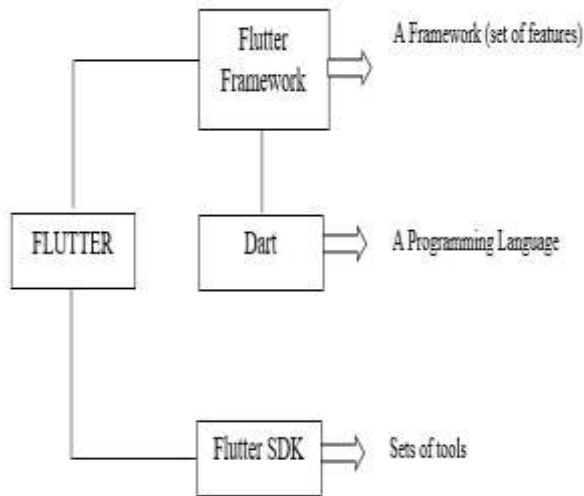 Flutter
Framework
A Framework (set of features)
FLUTTER
Dart
A Programming Language
Flutter SDK
Sets of tools